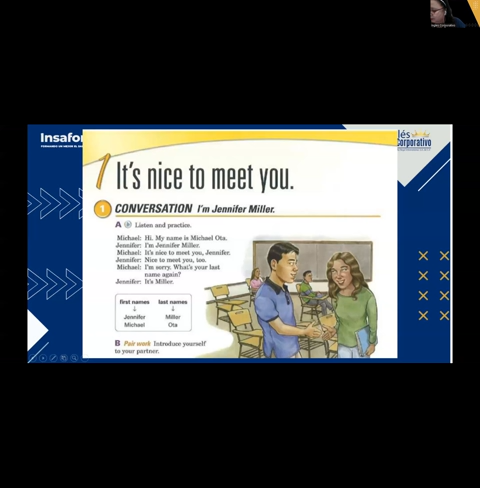 Insafor
lés
Corporativo
1 It's nice to meet you.
1 CONVERSATION I'm Jennifer Miller.
A Listen and practice.
Michael: Hi. My name is Michael Ota.
Jennifer: I'm Jennifer Miller.
Michael: It's nice to meet you, Jennifer.
Jennifer: Nice to meet you, too.
Michael: I'm sorry. What's your last
name again?
Jennifer: It's Miller.
first names last names
↓ ↓
Jennifer Miller
Michael Ota
B Pair work Introduce yourself
to your partner.